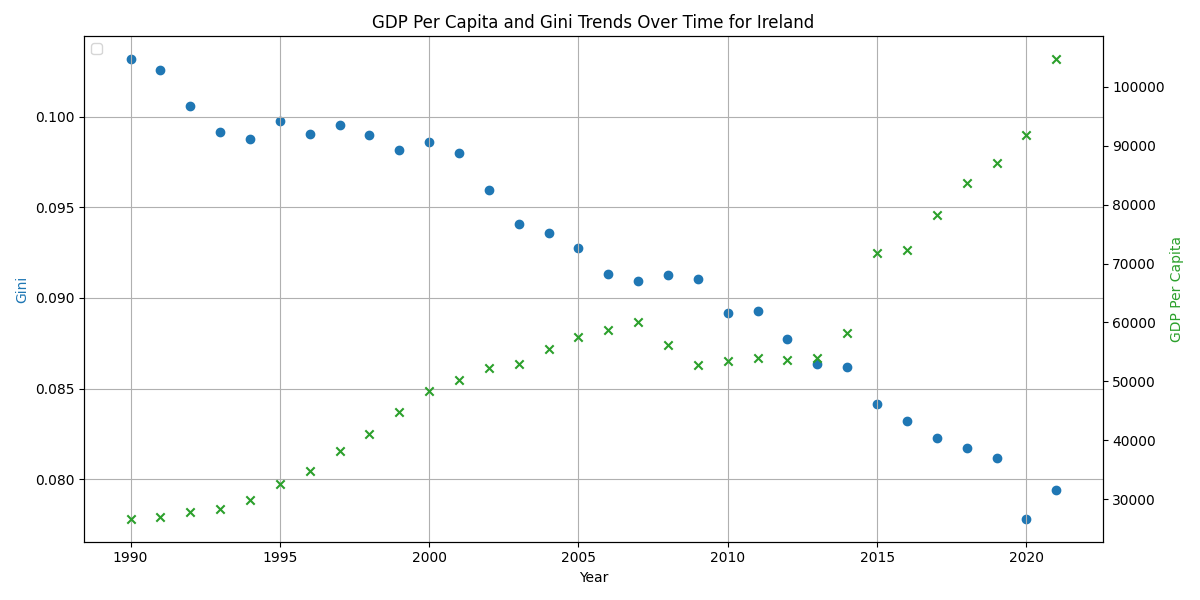 GDP Per Capita and Gini Trends Over Time for Ireland
0.100
0.095
0.090
0.085
0.080
Gini
100000
90000
80000
70000
60000
50000
40000
30000
GDP Per Capita
1990 1995 2000 2005 2010 2015 2020
Year